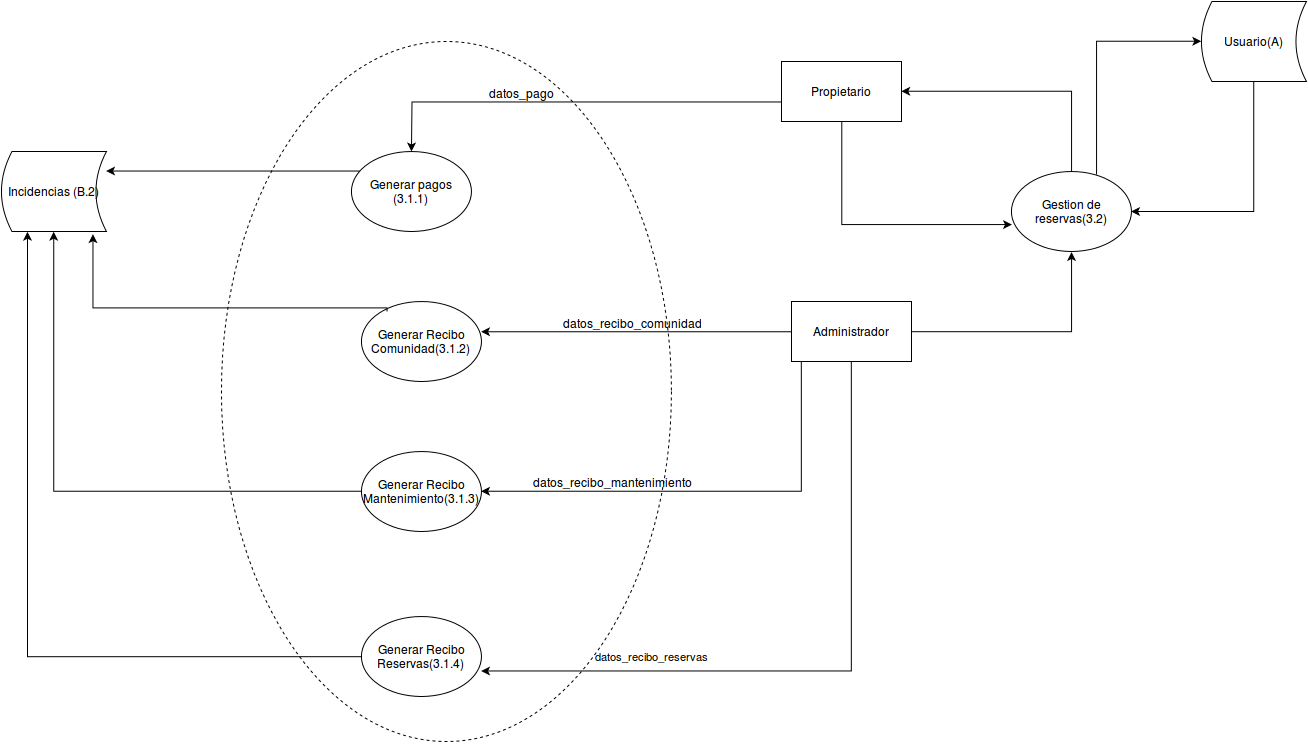 Usuario(A)
datos_pago
Propietario
Incidencias (B.2)
Generar pagos
(3.1.1)
Gestion de
reservas(3.2)
datos_recibo_comunidad
Administrador
Generar Recibo
Comunidad(3.1.2)
datos_recibo_mantenimiento
Generar Recibo
Mantenimiento(3.1.3)
datos_recibo_reservas
Generar Recibo
Reservas(3.1.4)